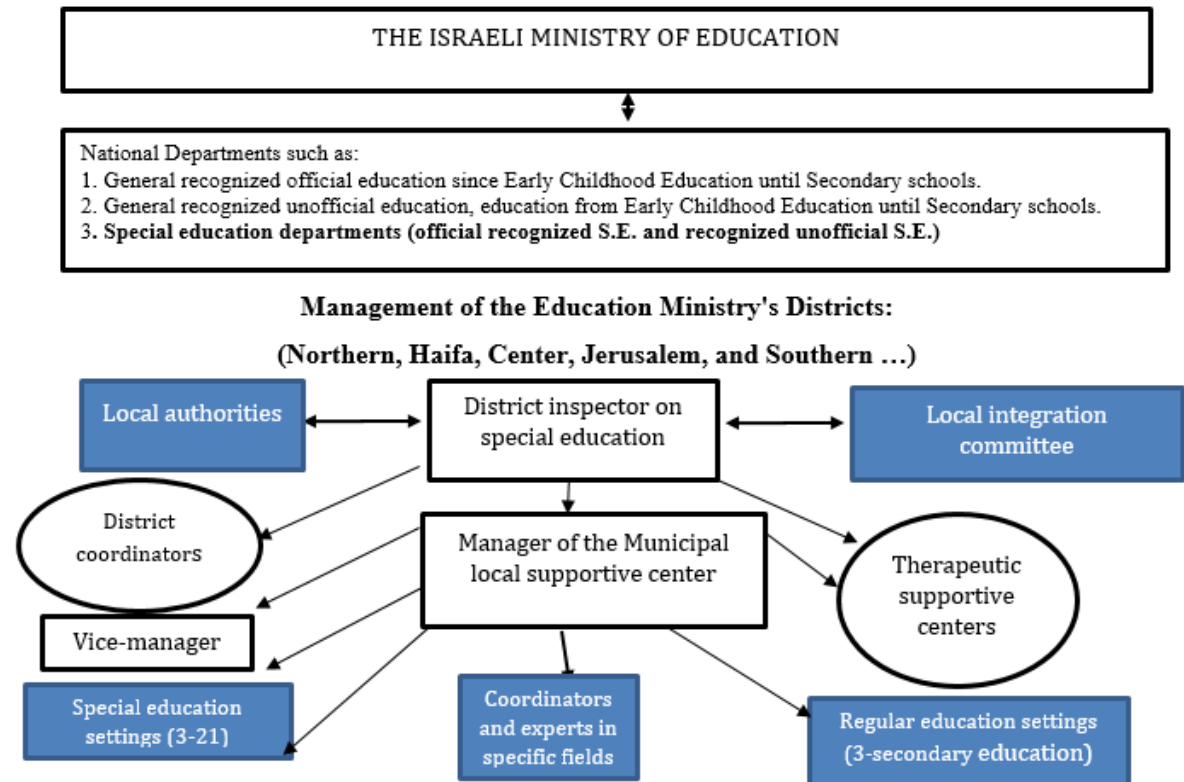 THE ISRAELI MINISTRY OF EDUCATION
National Departments such as:
1. General recognized official education since Early Childhood Education until Secondary schools.
2. General recognized unofficial education, education from Early Childhood Education until Secondary schools.
3. Special education departments (official recognized S.E. and recognized unofficial S.E.)
Management of the Education Ministry's Districts:
(Northern, Haifa, Center, Jerusalem, and Southern …)
Local authorities
District inspector on
special education
Local integration
committee
District
coordinators
Manager of the Municipal
local supportive center
Therapeutic
supportive
centers
Vice-manager
Special education
settings (3-21)
Coordinators
and experts in
specific fields
Regular education settings
(3-secondary education)